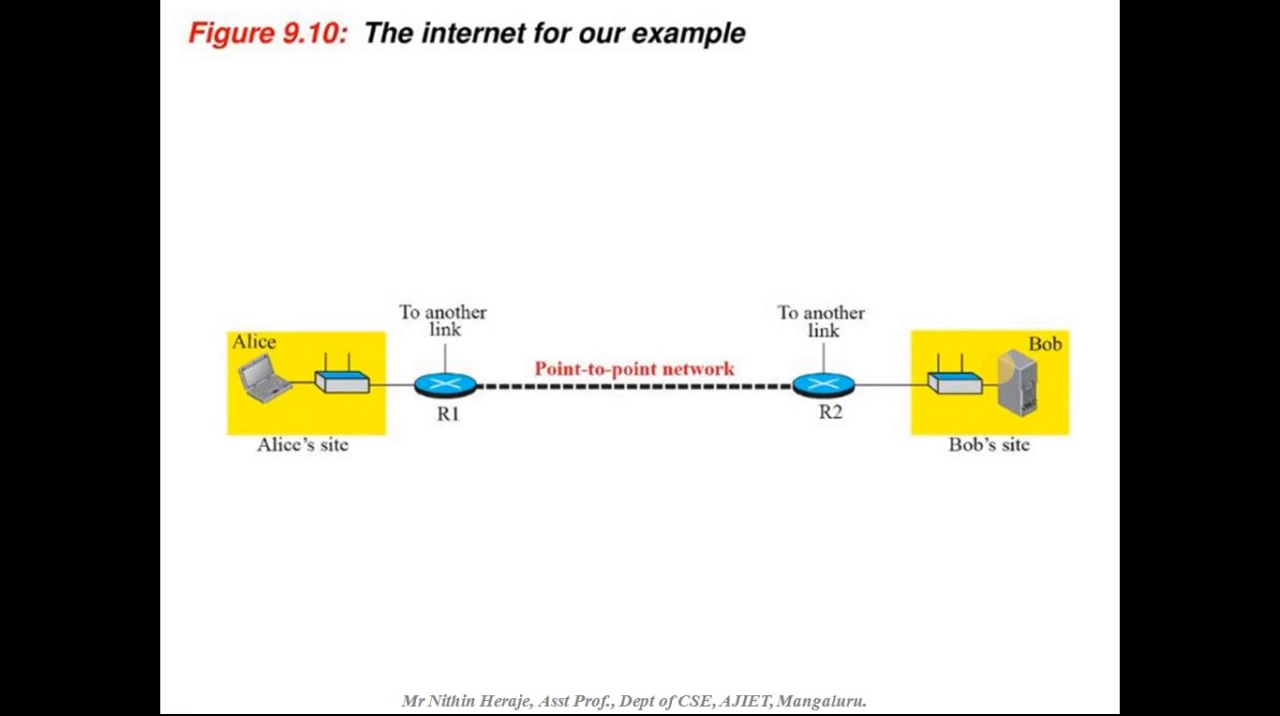 Figure 9.10: The internet for our example
To another
link
To another
link
Alice
Bob
Point-to-point network
R1
R2
Alice's site
Bob's site
Mr Nithin Heraje, Asst Prof., Dept of CSE, AJIET, Mangaluru.